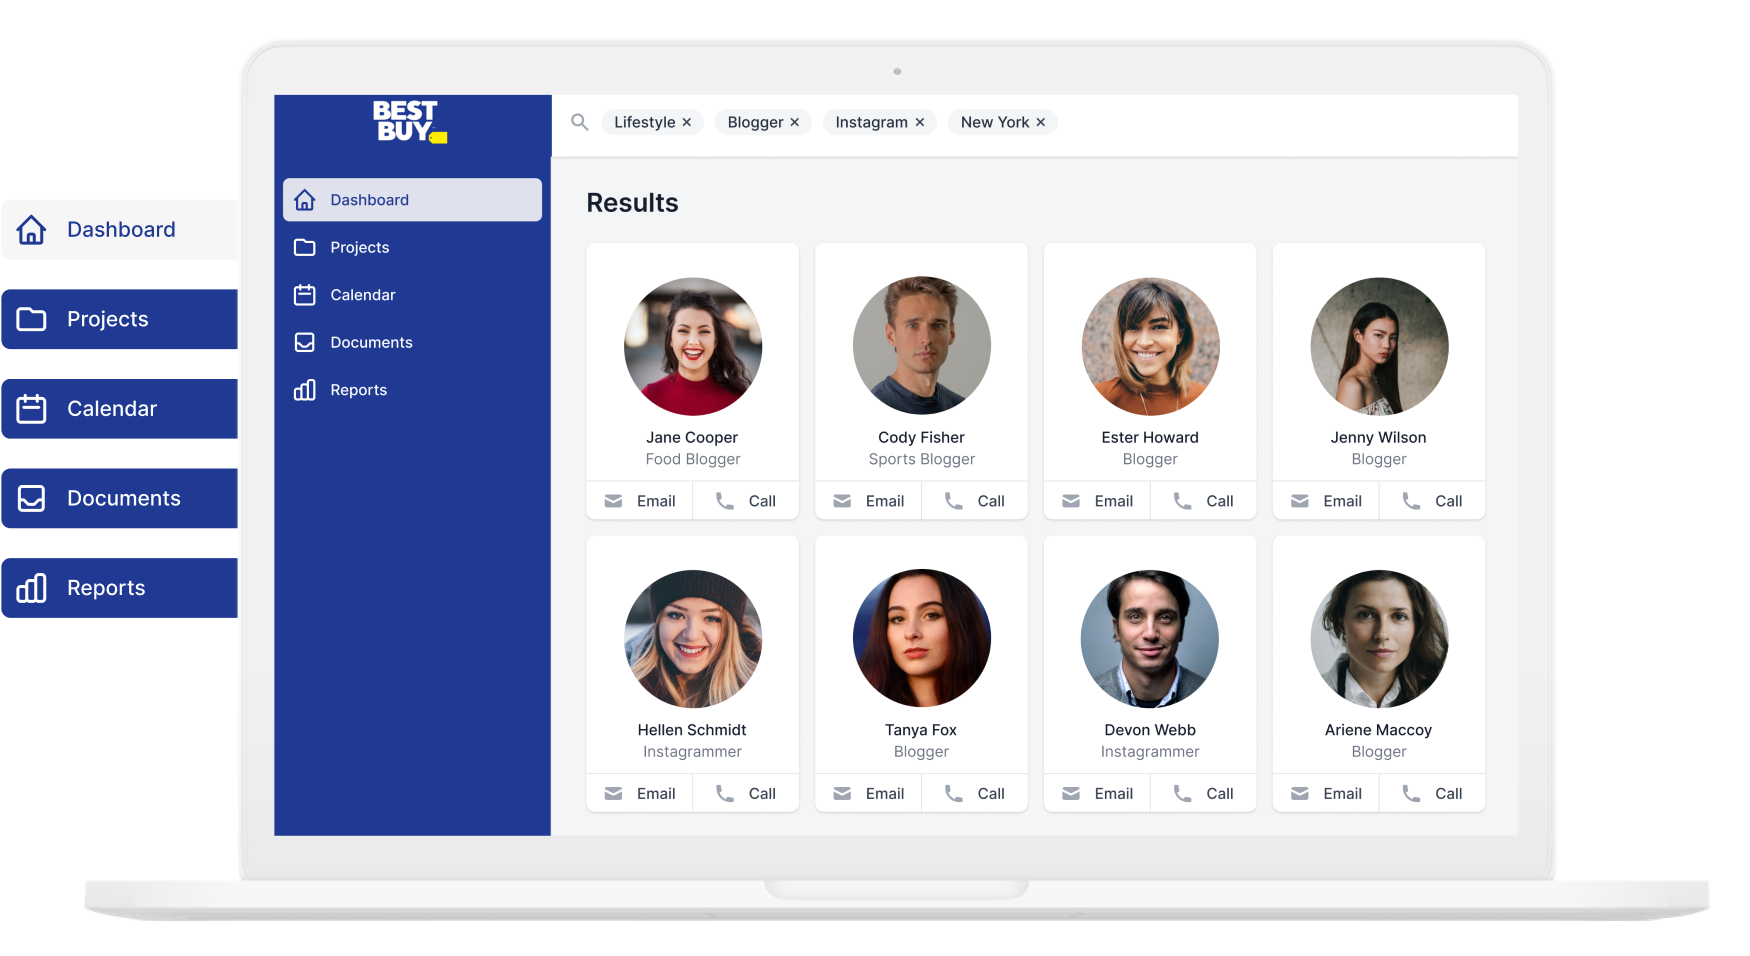 Dashboard
Projects
Calendar
Documents
Reports
BEST
BUY
Dashboard
Projects
Calendar
Documents
Reports
Lifestyle × Blogger × Instagram × New York ×
Results
Jane Cooper
Food Blogger
Email Call
Cody Fisher
Sports Blogger
Email Call
Ester Howard
Blogger
Email Call
Jenny Wilson
Blogger
Email Call
Hellen Schmidt
Instagrammer
Email Call
Tanya Fox
Blogger
Email Call
Devon Webb
Instagrammer
Email Call
Ariene Maccoy
Blogger
Email Call